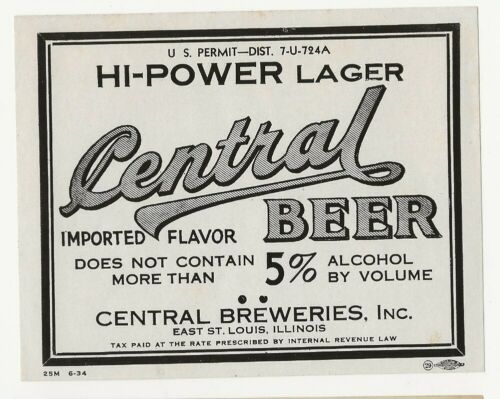 U S. PERMIT—DIST. 7-U-724A
HI-POWER LAGER
Central
BEER
IMPORTED FLAVOR
DOES NOT CONTAIN MORE THAN 5% ALCOHOL BY VOLUME
CENTRAL BREWERIES, INC.
EAST ST. LOUIS, ILLINOIS
TAX PAID AT THE RATE PRESCRIBED BY INTERNAL REVENUE LAW
25M 6-34
29